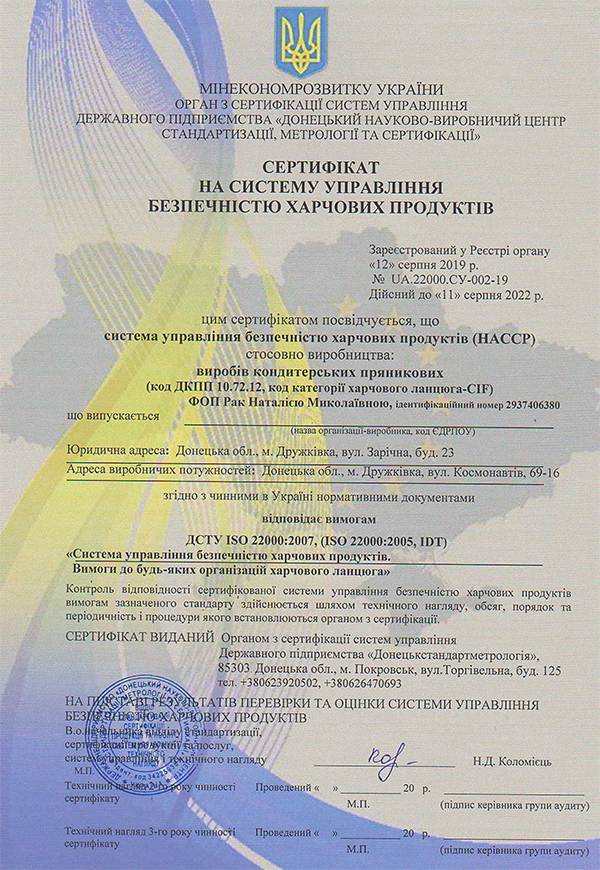 МІНЕКОНОМРОЗВИТКУ УКРАЇНИ
ОРГАН З СЕРТИФІКАЦІЇ СИСТЕМ УПРАВЛІННЯ
ДЕРЖАВНОГО ПІДПРИЄМСТВА «ДОНЕЦЬКИЙ НАУКОВО-ВИРОБНИЧИЙ ЦЕНТР
СТАНДАРТИЗАЦІЇ, МЕТРОЛОГІЇ ТА СЕРТИФІКАЦІЇ»
СЕРТИФІКАТ
НА СИСТЕМУ УПРАВЛІННЯ
БЕЗПЕЧНІСТЮ ХАРЧОВИХ ПРОДУКТІВ
Зареєстрований у Реєстрі органу
«12» серпня 2019 р.
№ UA.22000.СУ-002-19
Дійсний до «11» серпня 2022 р.
цим сертифікатом посвідчується, що
система управління безпечністю харчових продуктів (НАССР)
стосовно виробництва:
виробів кондитерських пряникових
(код ДКПП 10.72.12, код категорії харчового ланцюга-CIF)
ФОП Рак Наталією Миколаївною, ідентифікаційний номер 2937406380
що випускається
(назва організації-виробника, код ЄДРПОУ)
Юридична адреса: Донецька обл., м. Дружківка, вул. Зарічна, буд. 23
Адреса виробничих потужностей: Донецька обл., м. Дружківка, вул. Космонавтів, 69-16
згідно з чинними в Україні нормативними документами
відповідає вимогам
ДСТУ ISO 22000:2007, (ISO 22000:2005, IDT)
«Система управління безпечністю харчових продуктів.
Вимоги до будь-яких організацій харчового ланцюга»
Контроль відповідності сертифікованої системи управління безпечністю харчових продуктів
вимогам зазначеного стандарту здійснюється шляхом технічного нагляду, обсяг, порядок та
періодичність і процедури якого встановлюються органом з сертифікації.
СЕРТИФІКАТ ВИДАНИЙ Органом з сертифікації систем управління
Державного підприємства «Донецькстандартметрологія»,
85303 Донецька обл., м. Покровськ, вул.Торгівельна, буд. 125
тел. +380623920502, +380626470693
НА ПІДСТАВІ РЕЗУЛЬТАТІВ ПЕРЕВІРКИ ТА ОЦІНКИ СИСТЕМИ УПРАВЛІННЯ
БЕЗПЕЧНІСТЮ ХАРЧОВИХ ПРОДУКТІВ
В.о.начальника відділу стандартизації,
сертифікації продукції та послуг,
систем управління і технічного нагляду
Н.Д. Коломієць
М.П.
Технічний нагляд 2-го року чинності Проведений « » 20 р.
сертифікату
М.П. (підпис керівника групи аудиту)
Технічний нагляд 3-го року чинності Проведений « » 20 р.
сертифікату
М.П. (підпис керівника групи аудиту)